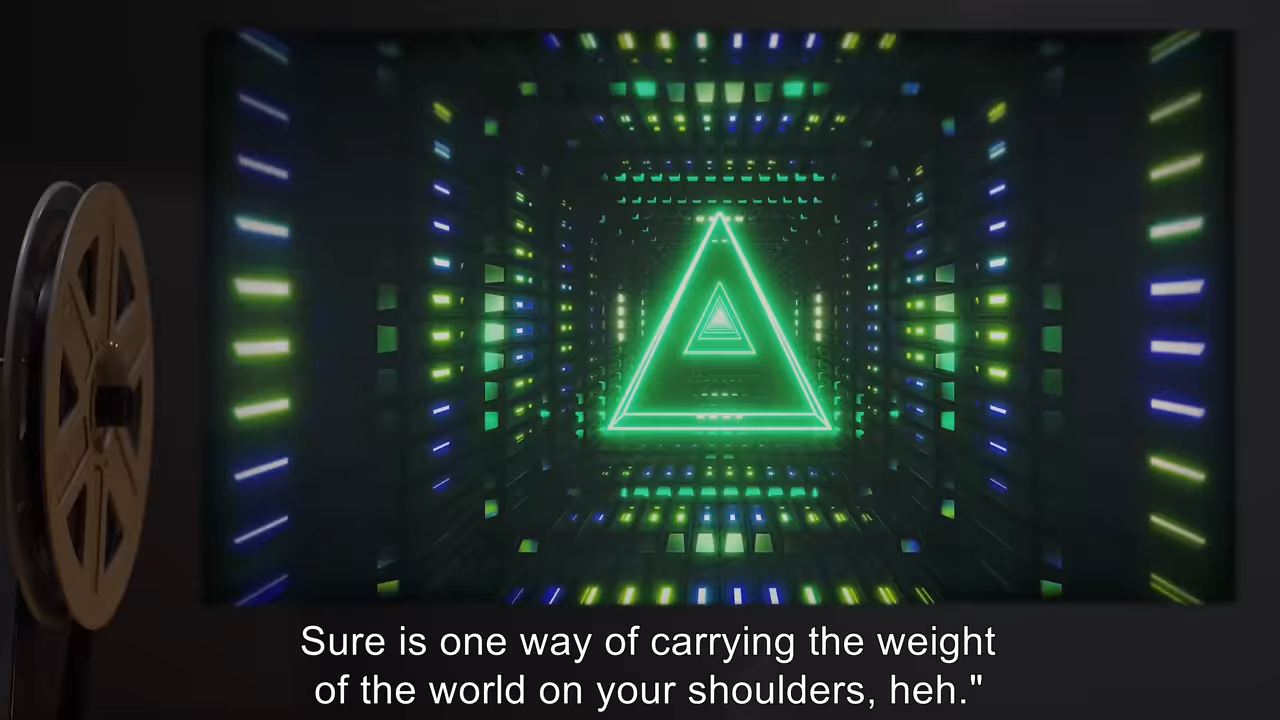 Sure is one way of carrying the weight
of the world on your shoulders, heh."